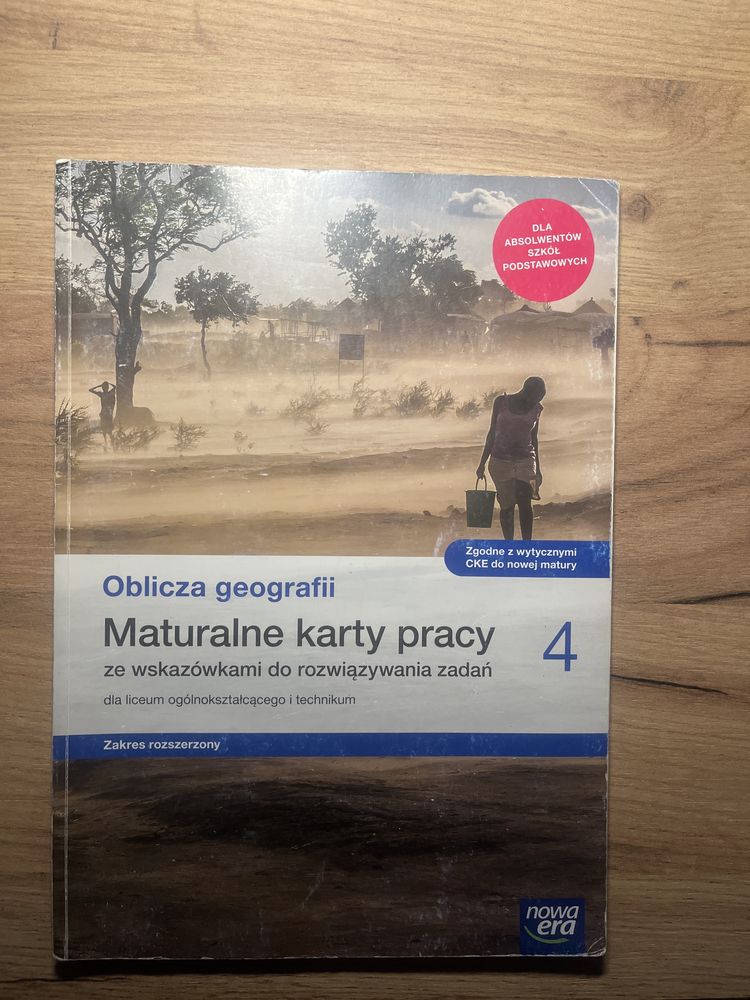 DLA
ABSOLWENTÓW
SZKÓŁ
PODSTAWOWYCH
Zgodne z wytycznymi
CKE do nowej matury
Oblicza geografii
Maturalne karty pracy
4
ze wskazówkami do rozwiązywania zadań
dla liceum ogólnokształcącego i technikum
Zakres rozszerzony
nowa
era